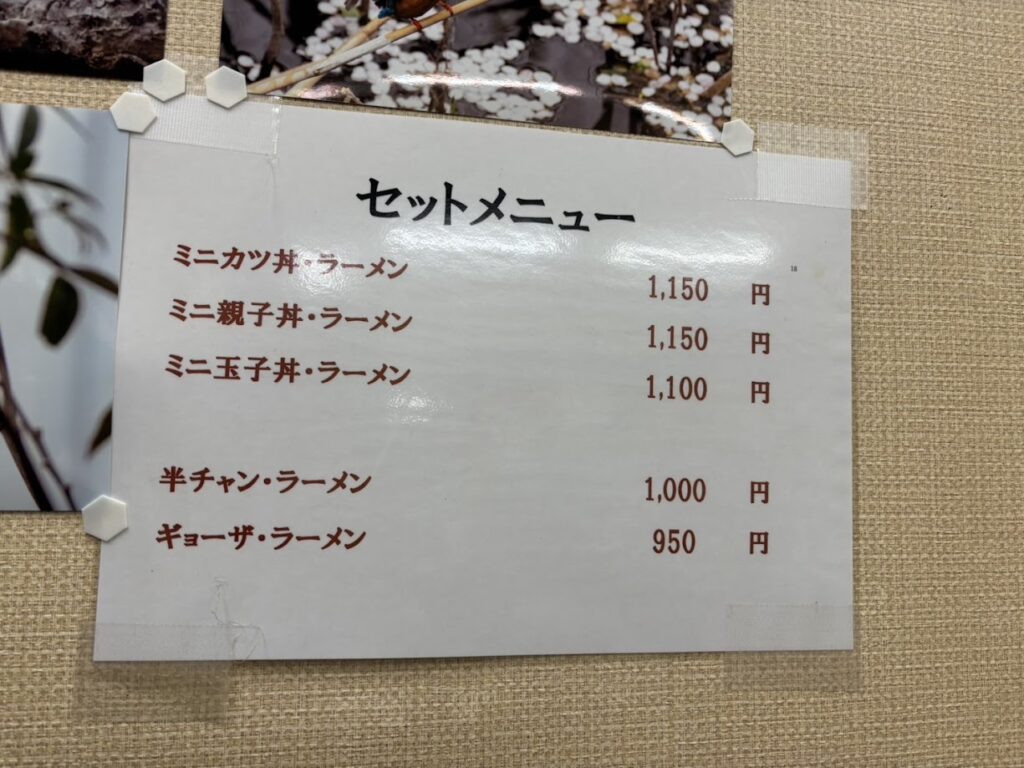 セットメニュー
ミニカツ丼・ラーメン 1,150 円
ミニ親子丼・ラーメン 1,150 円
ミニ玉子丼・ラーメン 1,100 円
半チャン・ラーメン 1,000 円
ギョーザ・ラーメン 950 円